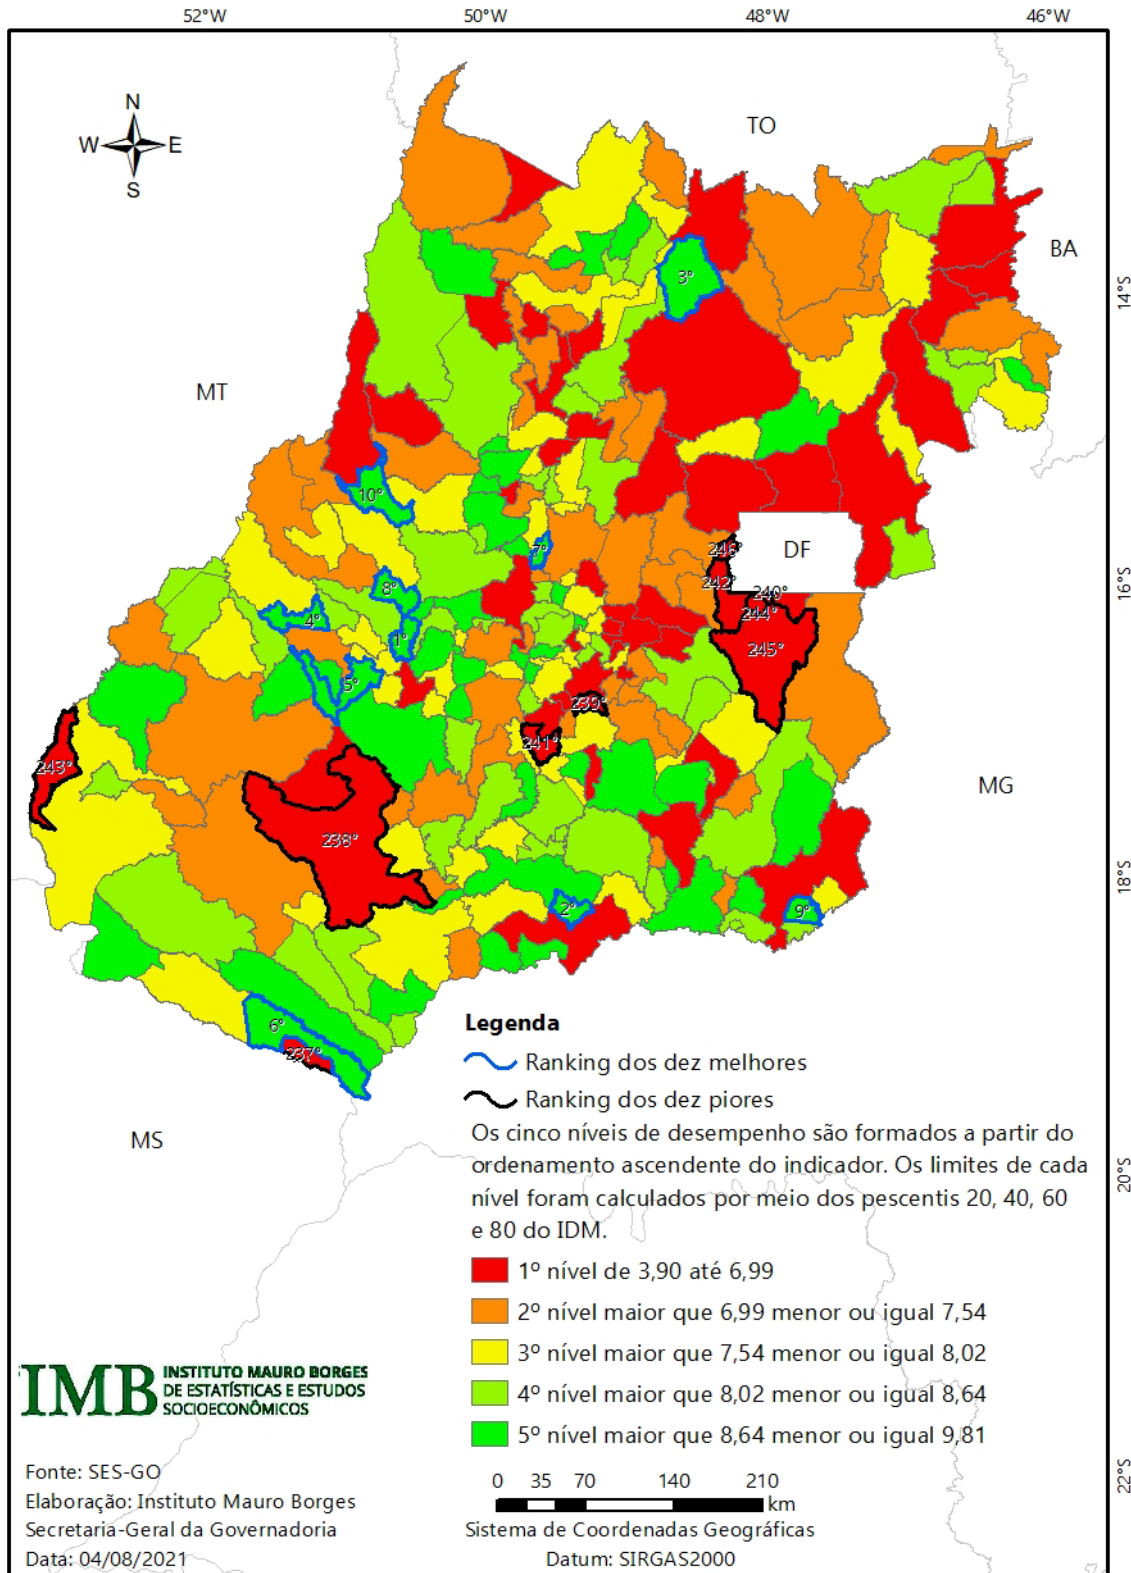 52°W 50°W 48°W 46°W
N
W E
S
TO
BA
3°
14°S
MT
10°
7°
246°
DF
242°
8°
240°
16°S
4°
244°
1°
245°
5°
239°
241°
243°
MG
238°
18°S
2°
9°
6°
237°
Legenda
Ranking dos dez melhores
Ranking dos dez piores
MS
Os cinco níveis de desempenho são formados a partir do
ordenamento ascendente do indicador. Os limites de cada
nível foram calculados por meio dos pescentis 20, 40, 60
e 80 do IDM.
20°S
1º nível de 3,90 até 6,99
2º nível maior que 6,99 menor ou igual 7,54
3º nível maior que 7,54 menor ou igual 8,02
4º nível maior que 8,02 menor ou igual 8,64
5º nível maior que 8,64 menor ou igual 9,81
IMB
INSTITUTO MAURO BORGES
DE ESTATÍSTICAS E ESTUDOS
SOCIOECONÔMICOS
22°S
Fonte: SES-GO
Elaboração: Instituto Mauro Borges
Secretaria-Geral da Governadoria
Data: 04/08/2021
0 35 70 140 210
km
Sistema de Coordenadas Geográficas
Datum: SIRGAS2000